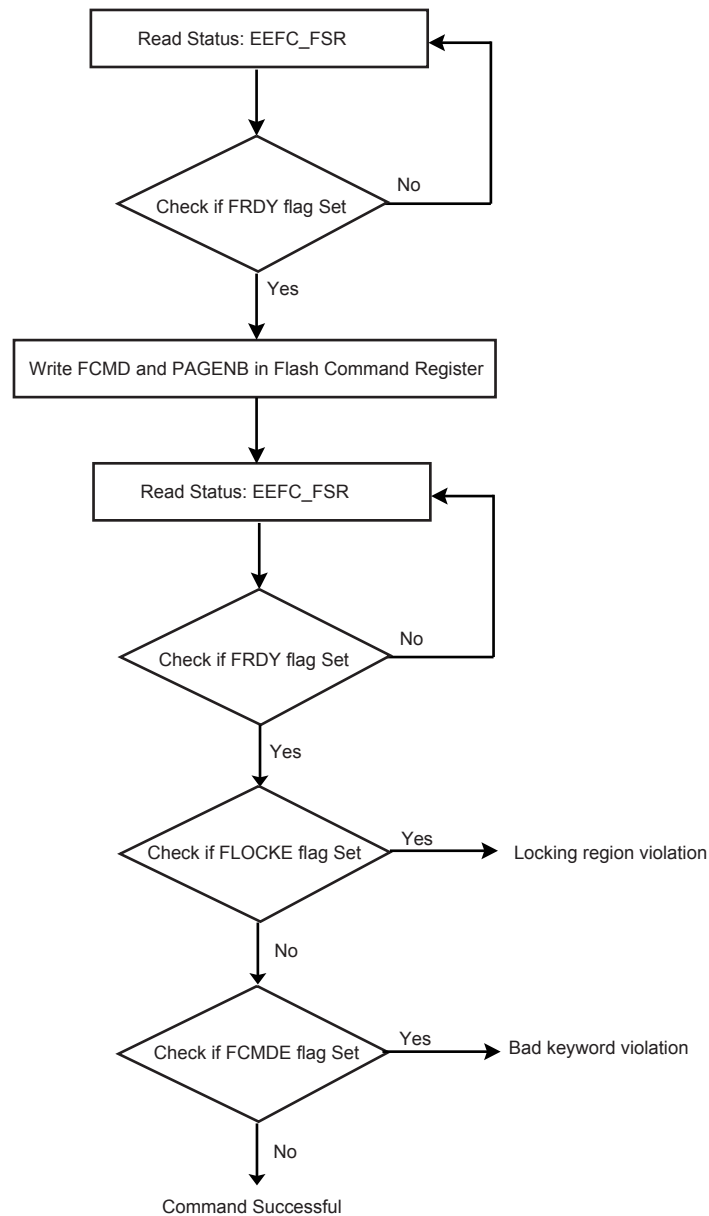 Read Status: EEFC_FSR
No
Check if FRDY flag Set
Yes
Write FCMD and PAGENB in Flash Command Register
Read Status: EEFC_FSR
No
Check if FRDY flag Set
Yes
Check if FLOCKE flag Set
Yes
Locking region violation
No
Check if FCMDE flag Set
Yes
Bad keyword violation
No
Command Successful